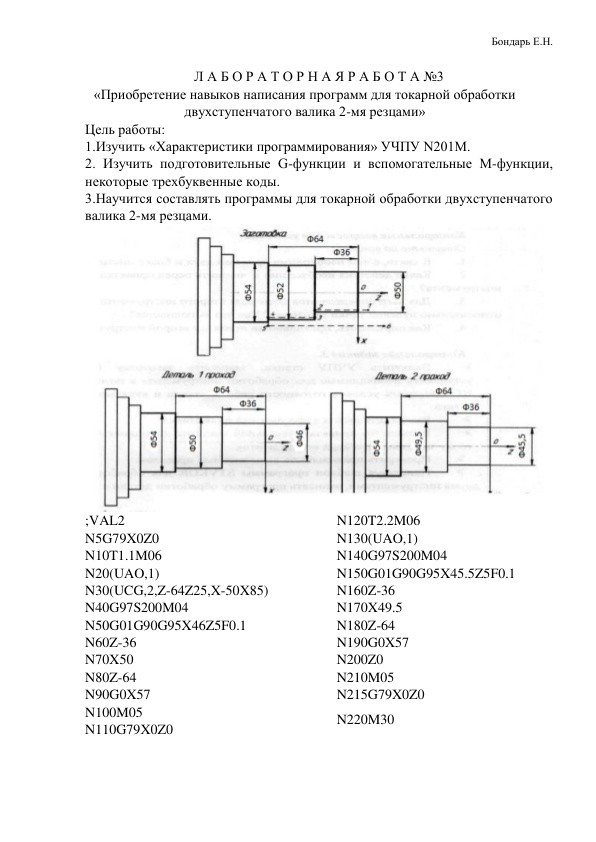 Бондарь Е.Н.
Л А Б О Р А Т О Р Н А Я Р А Б О Т А №3
«Приобретение навыков написания программ для токарной обработки
двухступенчатого валика 2-мя резцами»
Цель работы:
1.Изучить «Характеристики программирования» УЧПУ N201М.
2. Изучить подготовительные G-функции и вспомогательные М-функции,
некоторые трехбуквенные коды.
3.Научится составлять программы для токарной обработки двухступенчатого
валика 2-мя резцами.
Заготовка
Ф64
Ф36
Ф54
Ф52
Ф50
0
Z
1
2
3
4
5
6
X
Деталь 1 проход
Ф64
Ф36
Ф54
Ф50
Ф46
0
Z
X
Деталь 2 проход
Ф64
Ф36
Ф54
Ф49,5
Ф45,5
0
Z
;VAL2
N5G79X0Z0
N10T1.1M06
N20(UAO,1)
N30(UCG,2,Z-64Z25,X-50X85)
N40G97S200M04
N50G01G90G95X46Z5F0.1
N60Z-36
N70X50
N80Z-64
N90G0X57
N100M05
N110G79X0Z0
N120T2.2M06
N130(UAO,1)
N140G97S200M04
N150G01G90G95X45.5Z5F0.1
N160Z-36
N170X49.5
N180Z-64
N190G0X57
N200Z0
N210M05
N215G79X0Z0
N220M30